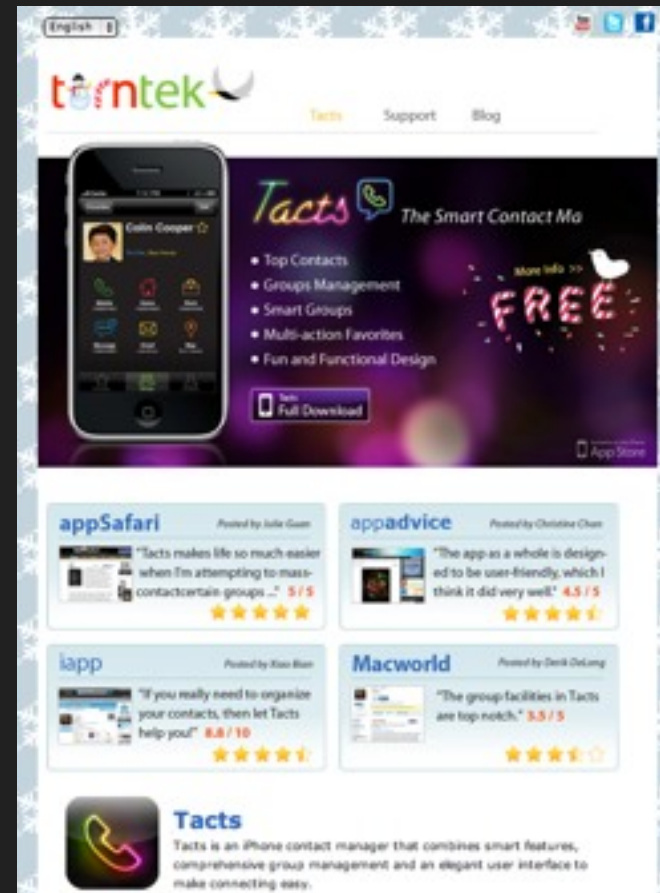 English
torntek
Tacts Support Blog
Colin Cooper
Tacts The Smart Contact Ma
Top Contacts
Groups Management
Smart Groups
Multi-action Favorites
Fun and Functional Design
More Info >>
FREE
Tacts
Full Download
App Store
appSafari Posted by Julie Guan
"Tacts makes life so much easier
when I'm attempting to mass-
contactcertain groups ..." 5 / 5
appadvice Posted by Christine Chan
"The app as a whole is design-
ed to be user-friendly, which I
think it did very well." 4.5 / 5
iapp Posted by
"If you really need to organize
your contacts, then let Tacts
help you!" 8.8 / 10
Macworld Posted by Derik DeLong
"The group facilities in Tacts
are top notch." 3.5 / 5
Tacts
Tacts is an iPhone contact manager that combines smart features,
comprehensive group management and an elegant user interface to
make connecting easy.